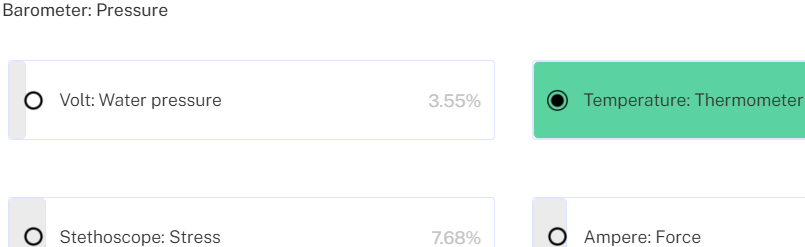 Barometer: Pressure
Volt: Water pressure 3.55%
Temperature: Thermometer
Stethoscope: Stress 7.68%
Ampere: Force